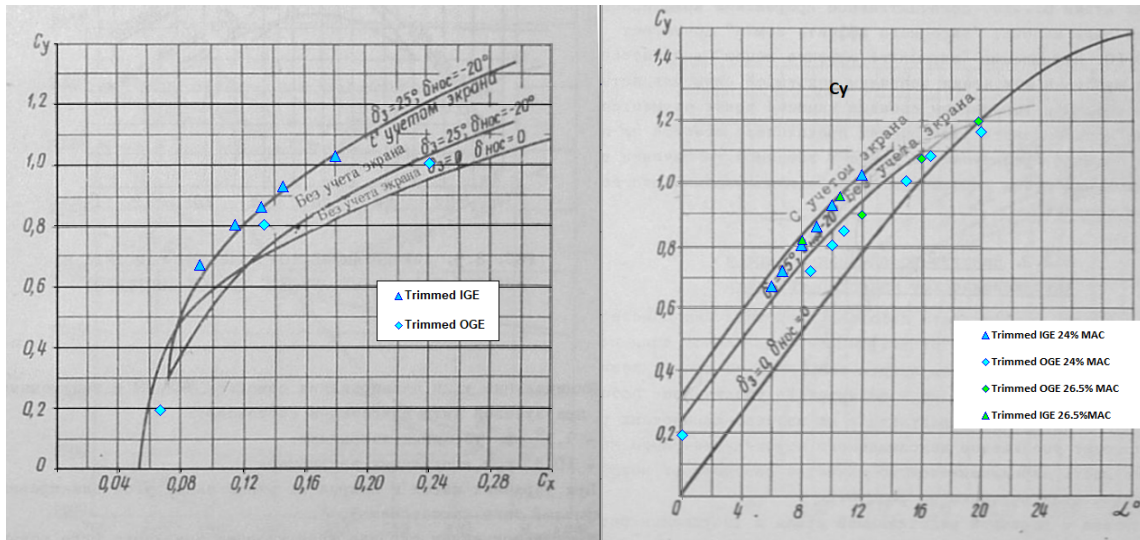 Cy
1,2
1,0
0,8
0,6
0,4
0,2
0
0,04
0,08
0,12
0,16
0,20
0,24
0,28
Cx
δз=25°, δнос=-20°
с учетом экрана
Без учета экрана δз=25° δнос=-20°
Без учета экрана δз=0 δнос=0
Trimmed IGE
Trimmed OGE
Cy
1,4
1,2
1,0
0,8
0,6
0,4
0,2
0
4
8
12
16
20
24
α°
Cy
С учетом экрана
без учета экрана
δз=0, δнос=0
Trimmed IGE 24% MAC
Trimmed OGE 24% MAC
Trimmed OGE 26.5% MAC
Trimmed IGE 26.5%MAC